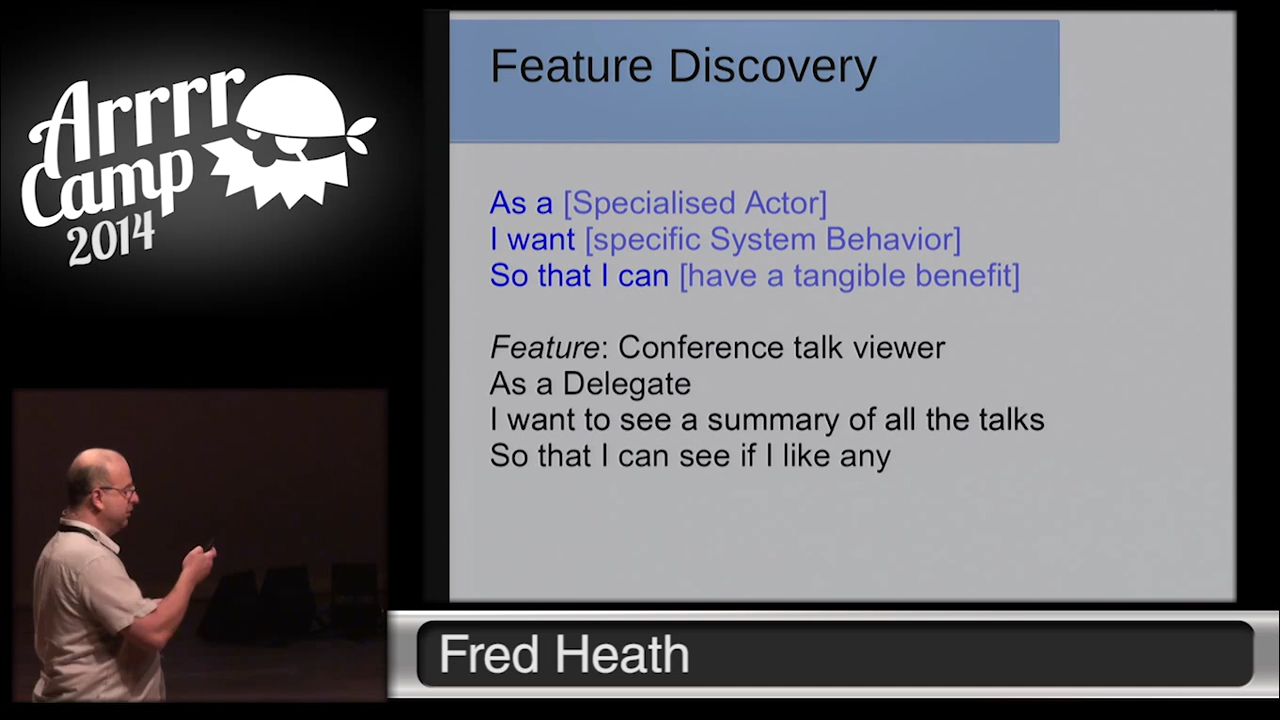 Arrrr
Camp
2014
Feature Discovery
As a [Specialised Actor]
I want [specific System Behavior]
So that I can [have a tangible benefit]
Feature: Conference talk viewer
As a Delegate
I want to see a summary of all the talks
So that I can see if I like any
Fred Heath